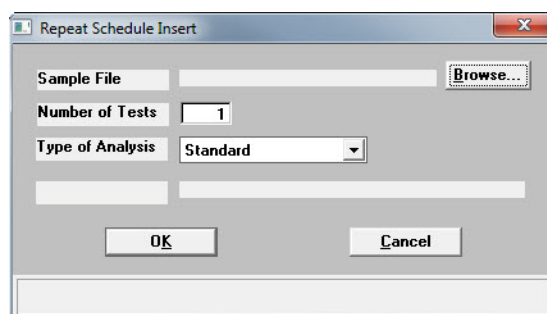 Repeat Schedule Insert
Sample File Browse...
Number of Tests 1
Type of Analysis Standard
OK Cancel